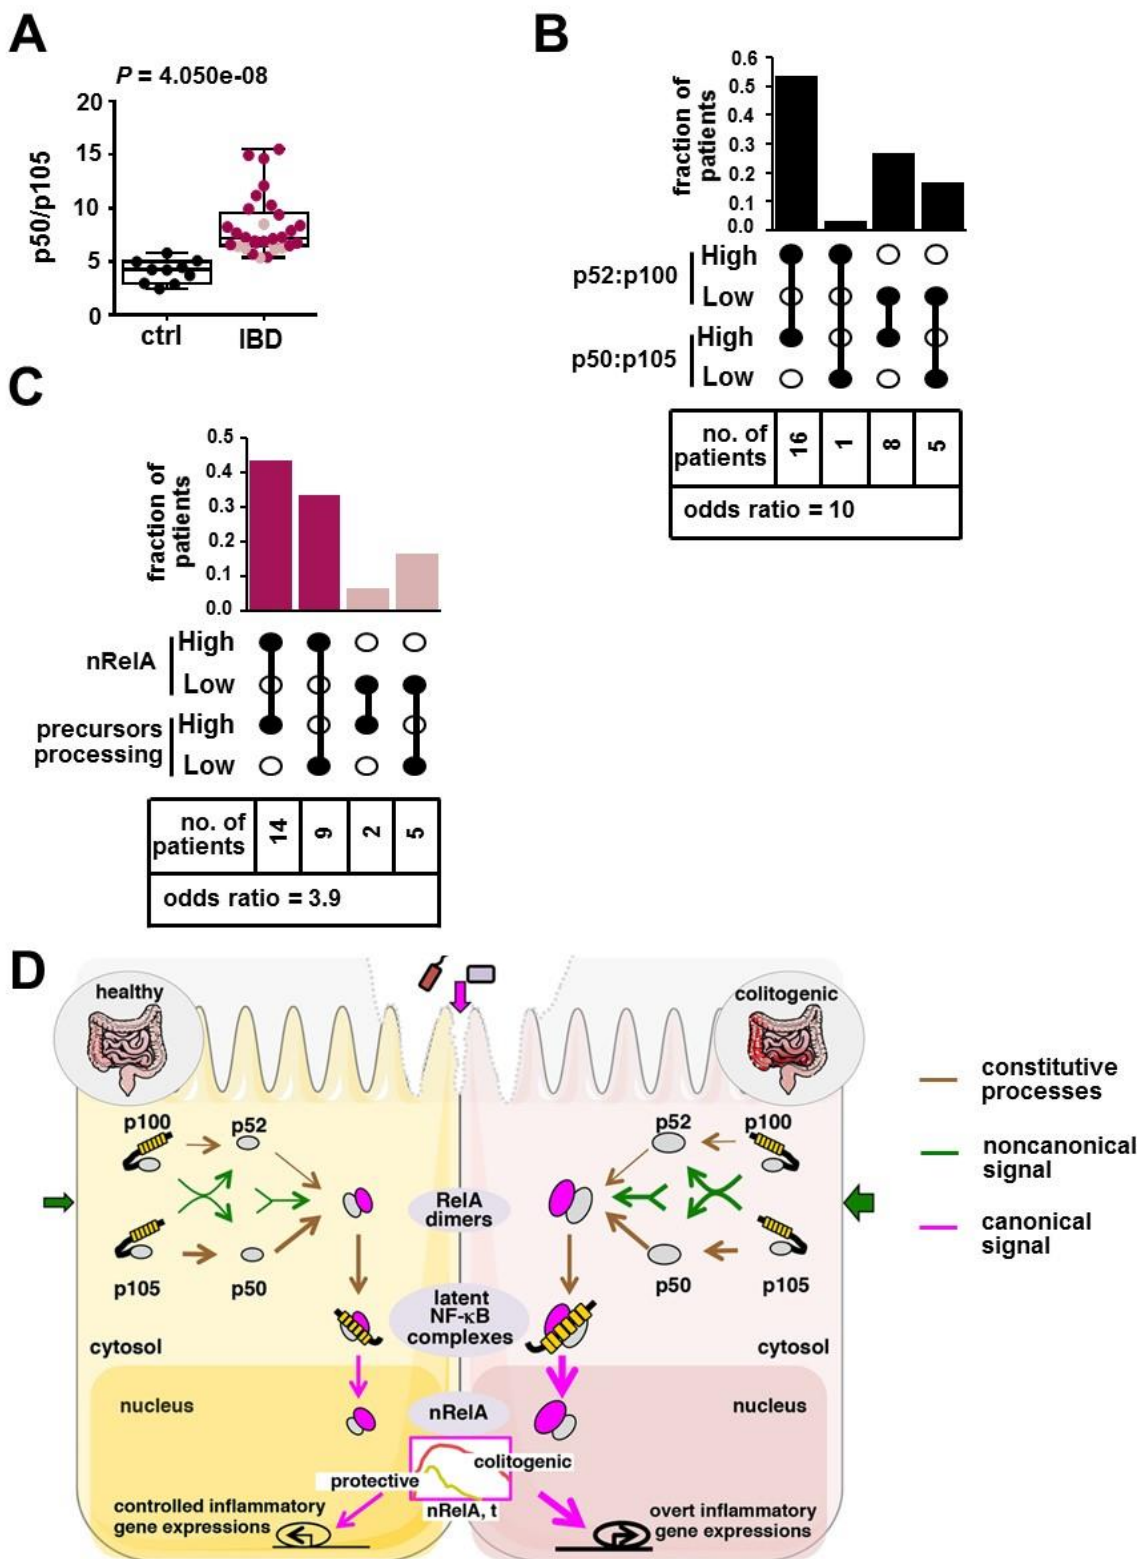 A
P = 4.050e-08
p50/p105
20
15
10
5
0
ctrl
IBD
B
fraction of
patients
0.6
0.5
0.4
0.3
0.2
0.1
0.0
p52:p100
High
Low
p50:p105
High
Low
no. of
patients
16
1
8
5
odds ratio = 10
C
fraction of
patients
0.5
0.4
0.3
0.2
0.1
0.0
nRelA
High
Low
precursors
processing
High
Low
no. of
patients
14
9
2
5
odds ratio = 3.9
D
healthy
colitogenic
p100
p52
p105
p50
cytosol
nucleus
RelA
dimers
latent
NF-κB
complexes
nRelA
p52
p100
p50
p105
cytosol
nucleus
protective
colitogenic
nRelA, t
controlled inflammatory
gene expressions
overt inflammatory
gene expressions
constitutive
processes
noncanonical
signal
canonical
signal